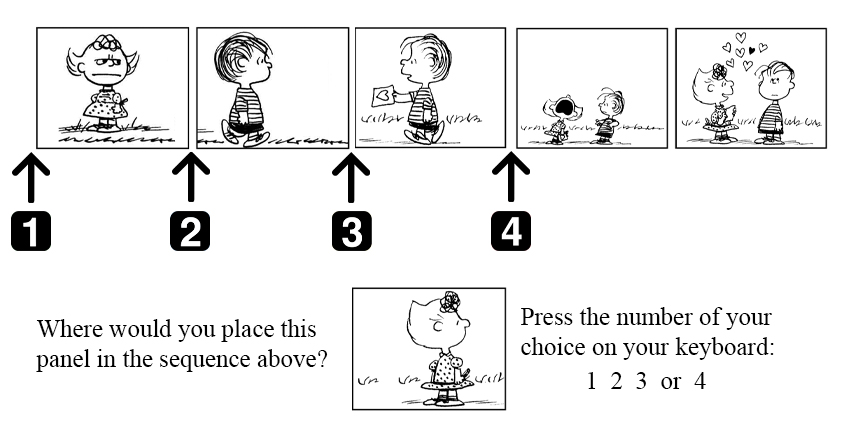 1
2
3
4
Where would you place this
panel in the sequence above?
Press the number of your
choice on your keyboard:
1 2 3 or 4